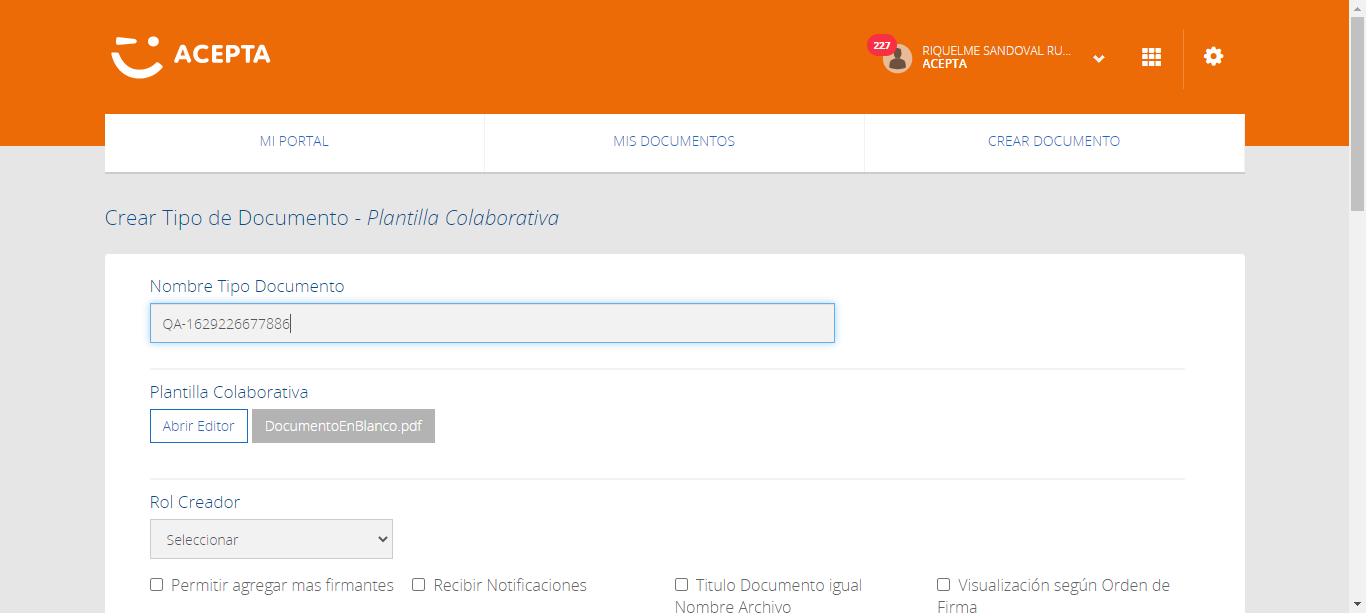 ACEPTA
227
RIQUELME SANDOVAL RU...
ACEPTA
MI PORTAL
MIS DOCUMENTOS
CREAR DOCUMENTO
Crear Tipo de Documento - Plantilla Colaborativa
Nombre Tipo Documento
QA-1629226677886
Plantilla Colaborativa
Abrir Editor
DocumentoEnBlanco.pdf
Rol Creador
Seleccionar
Permitir agregar mas firmantes
Recibir Notificaciones
Titulo Documento igual
Nombre Archivo
Visualización según Orden de
Firma